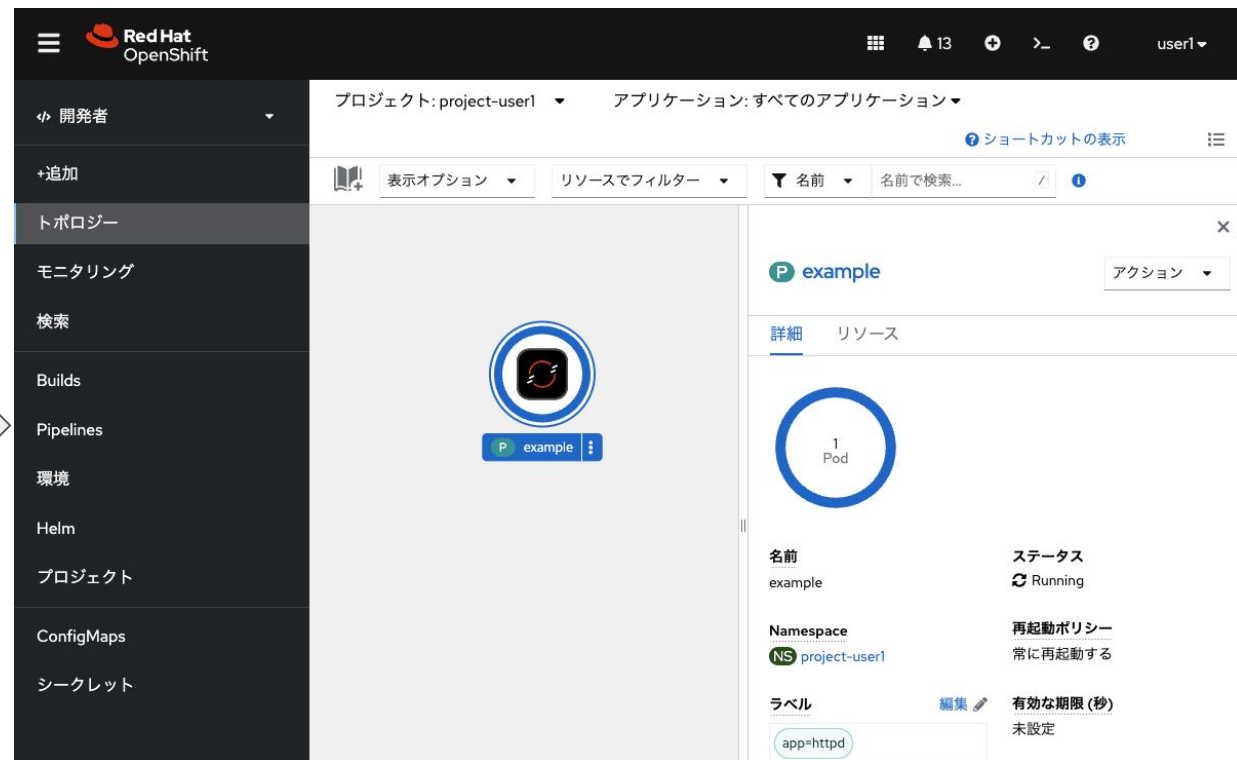 Red Hat
OpenShift
13
user1
開発者
+追加
トポロジー
モニタリング
検索
Builds
Pipelines
環境
Helm
プロジェクト
ConfigMaps
シークレット
プロジェクト: project-user1
アプリケーション: すべてのアプリケーション
ショートカットの表示
表示オプション
リソースでフィルター
名前
名前で検索...
/
P example
P example
アクション
詳細
リソース
1
Pod
名前
example
ステータス
Running
Namespace
NS project-user1
再起動ポリシー
常に再起動する
ラベル
編集
app=httpd
有効な期限 (秒)
未設定